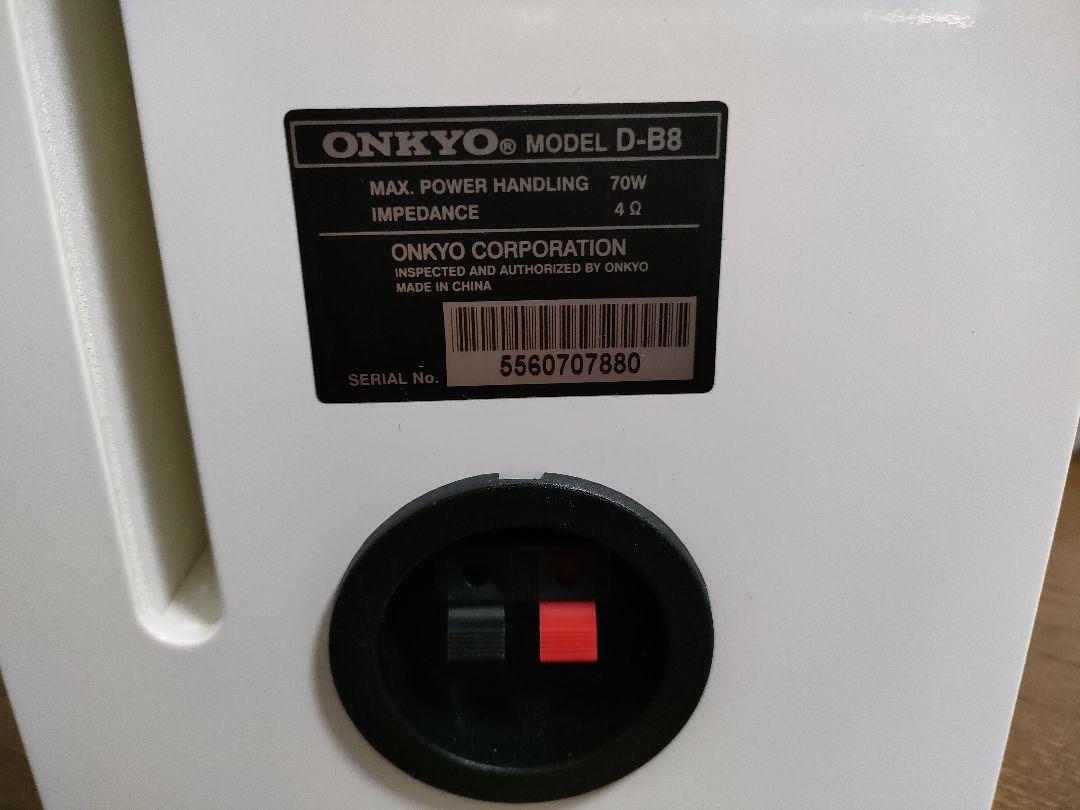 ONKYO® MODEL D-B8
MAX. POWER HANDLING 70W
IMPEDANCE 4 Ω
ONKYO CORPORATION
INSPECTED AND AUTHORIZED BY ONKYO
MADE IN CHINA
5560707880
SERIAL No.